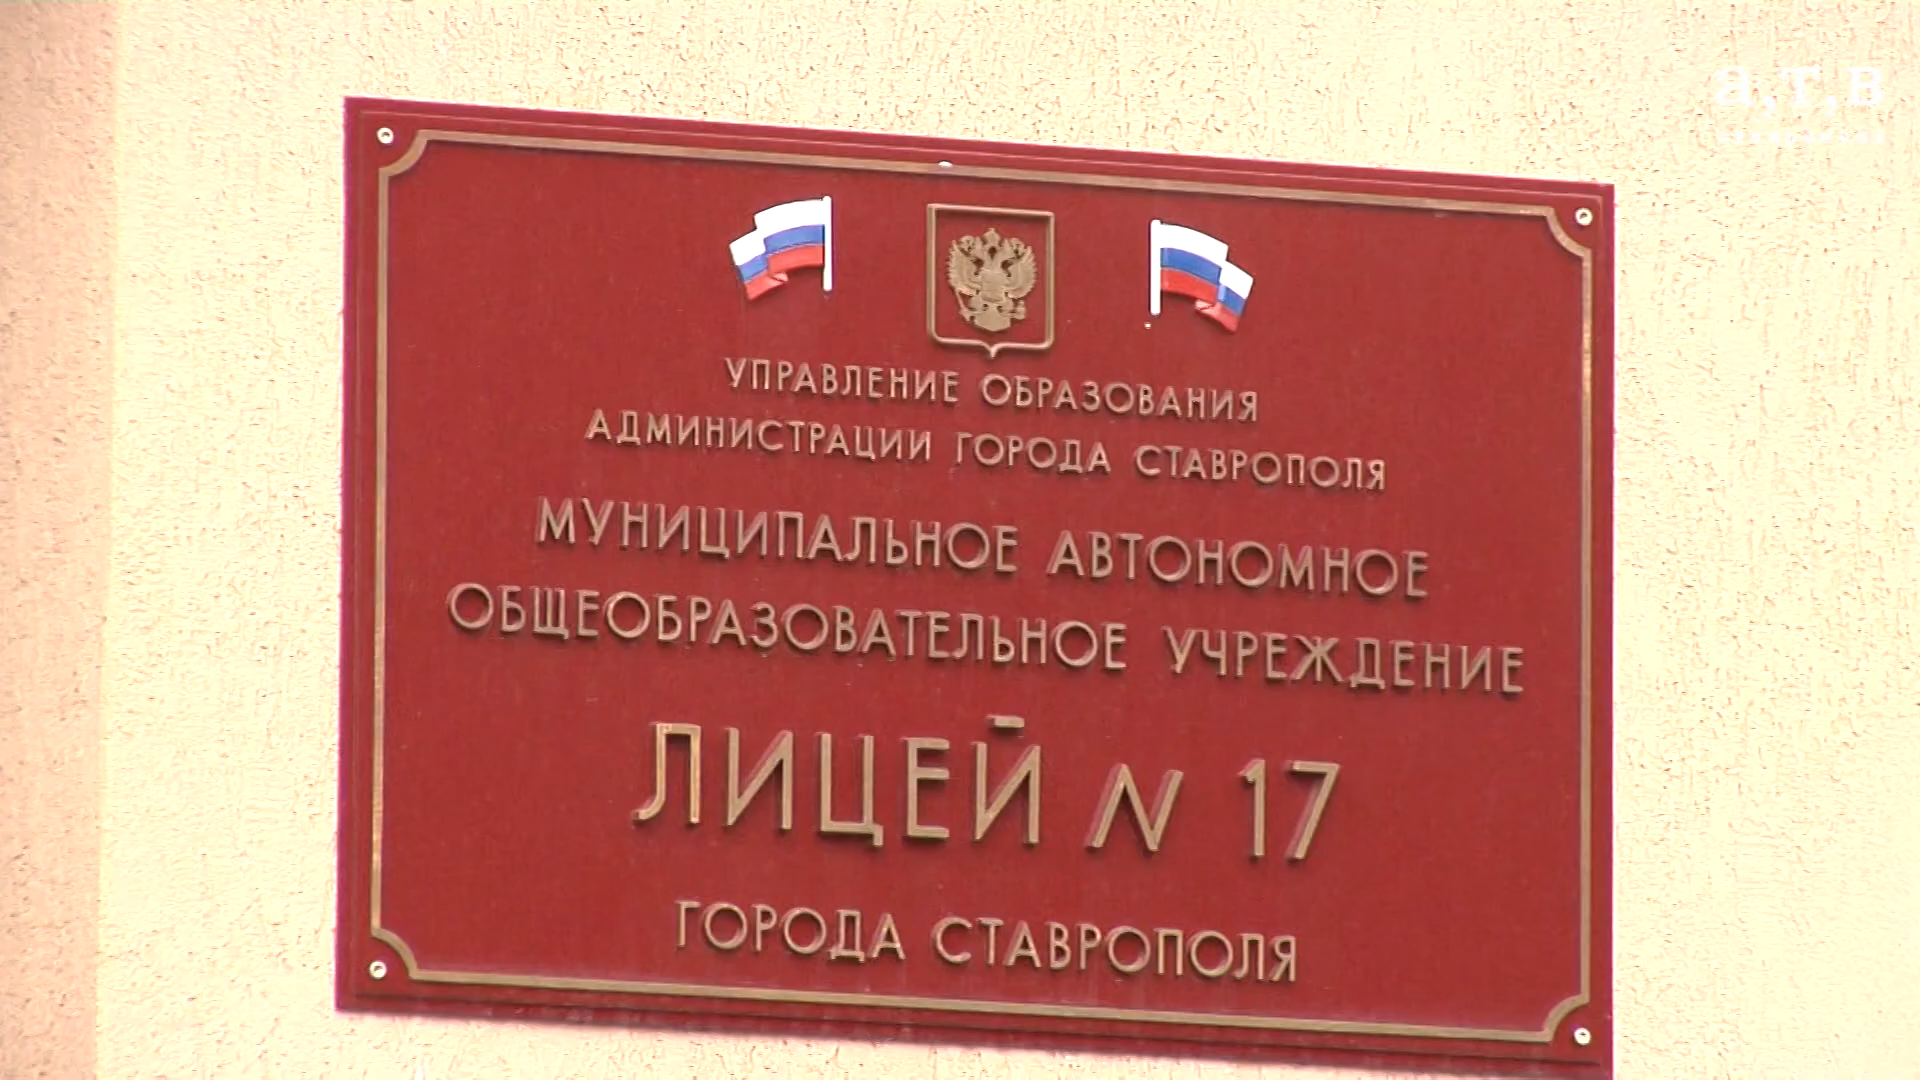 а,т,в
УПРАВЛЕНИЕ ОБРАЗОВАНИЯ
АДМИНИСТРАЦИИ ГОРОДА СТАВРОПОЛЯ
МУНИЦИПАЛЬНОЕ АВТОНОМНОЕ
ОБЩЕОБРАЗОВАТЕЛЬНОЕ УЧРЕЖДЕНИЕ
ЛИЦЕЙ N 17
ГОРОДА СТАВРОПОЛЯ